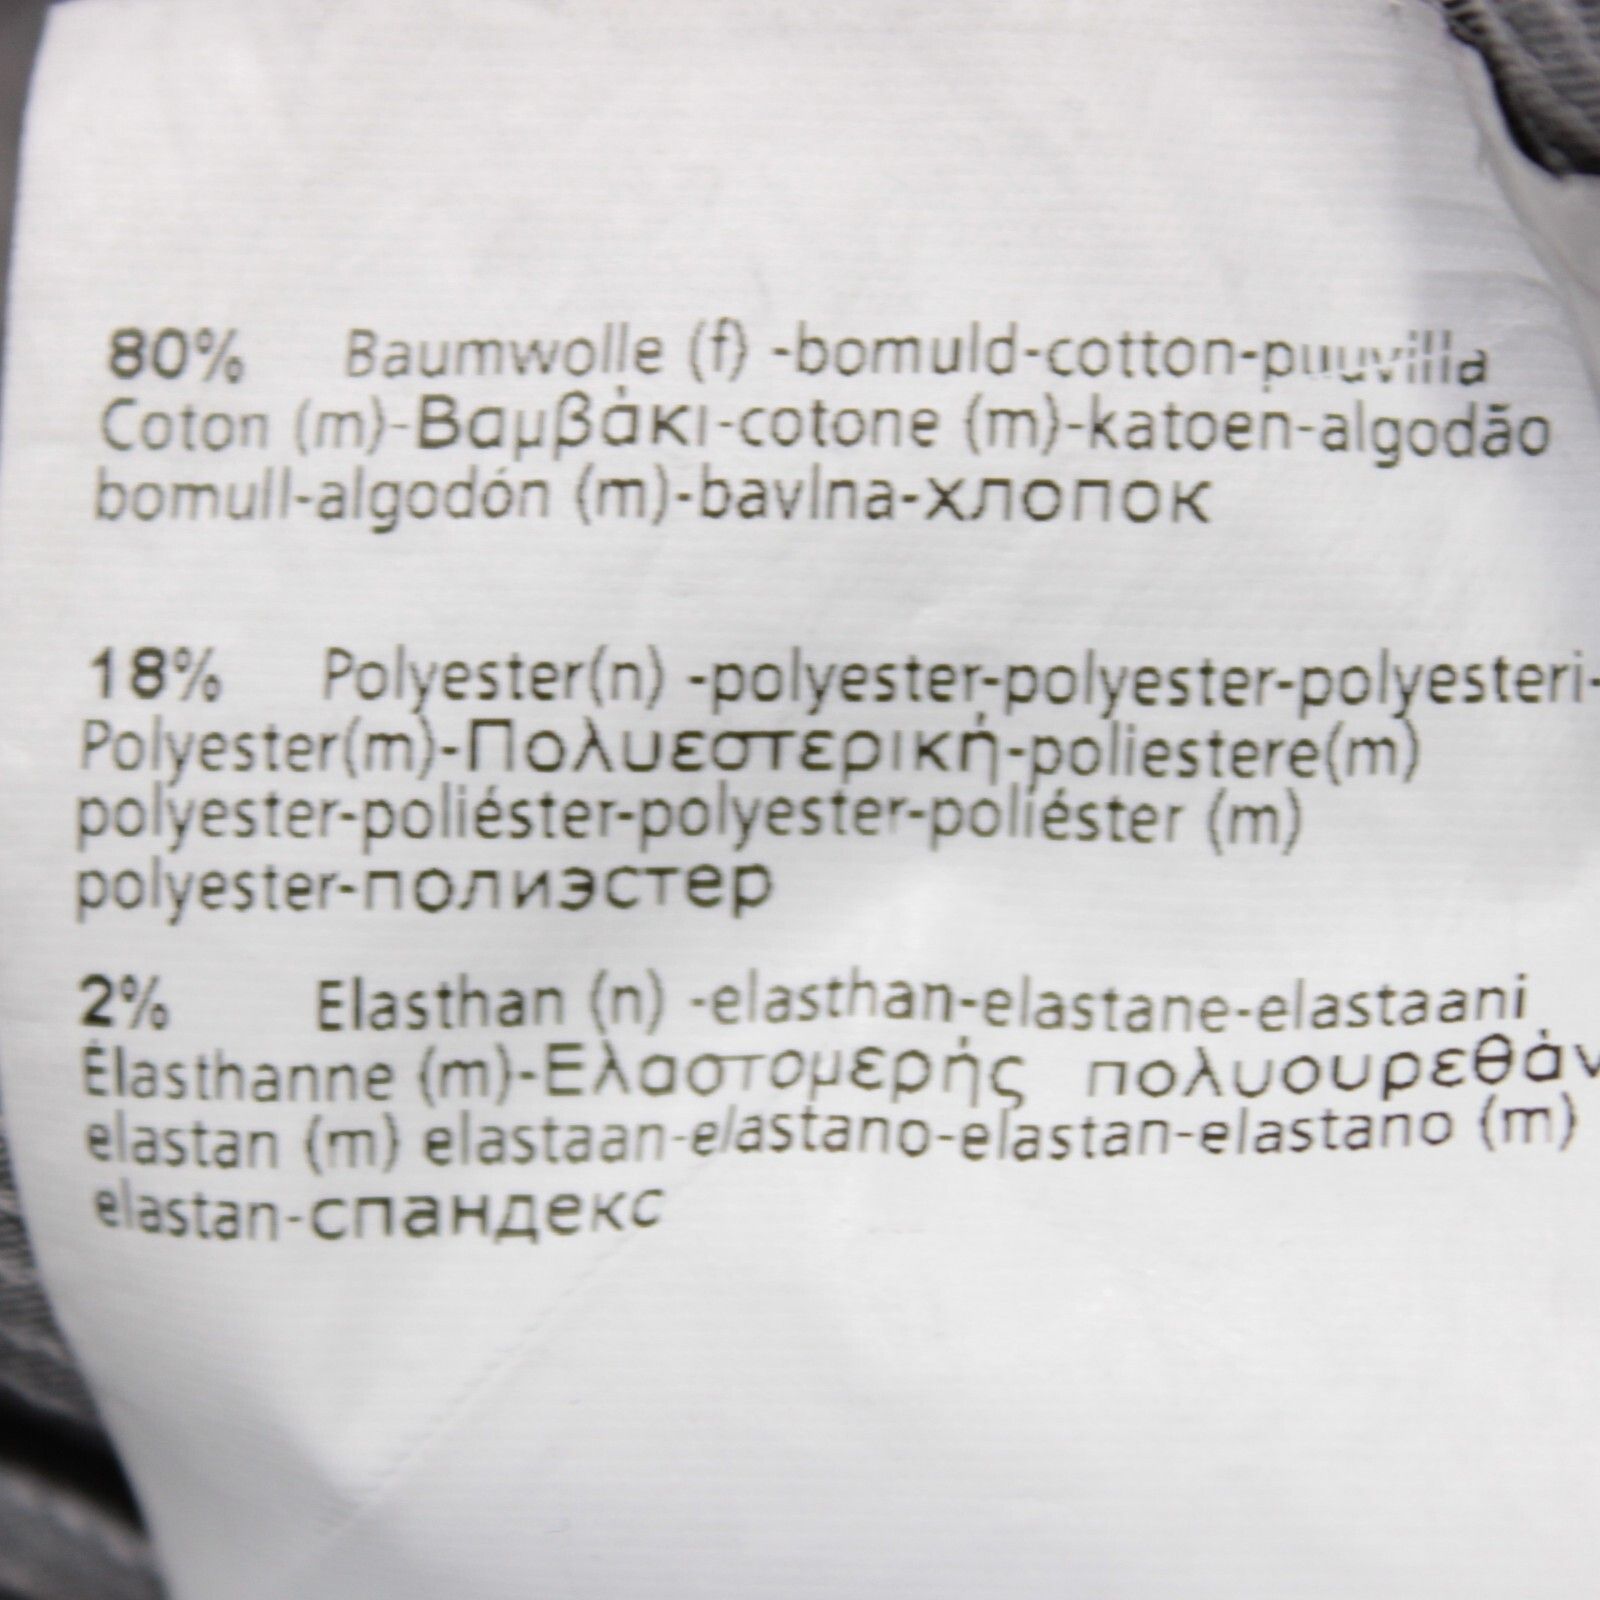 80% Baumwolle (f) -bomuld-cotton-puuvilla
Coton (m)-Βαμβάκι-cotone (m)-katoen-algodão
bomull-algodón (m)-bavlna-хлопок
18% Polyester(n) -polyester-polyester-polyesteri-
Polyester(m)-Πολυεστερική-poliestere(m)
polyester-poliéster-polyester-poliéster (m)
polyester-полиэстер
2% Elasthan (n) -elasthan-elastane-elastaani
Élasthanne (m)-Ελαστομερής πολυουρεθάν
elastan (m) elastaan-elastano-elastan-elastano (m)
elastan-спандекс